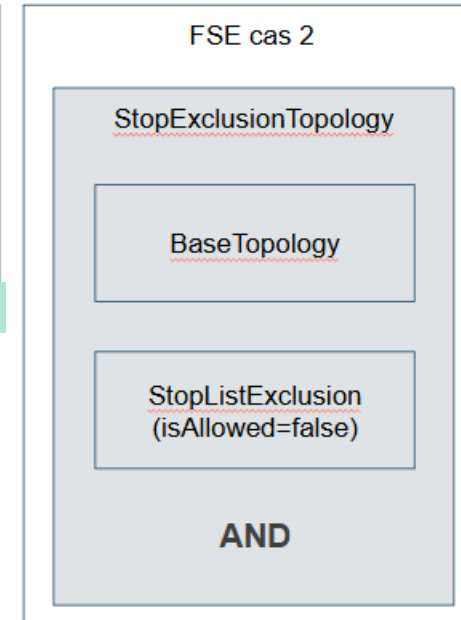 FSE cas 2
StopExclusionTopology
BaseTopology
StopListExclusion
(isAllowed=false)
AND